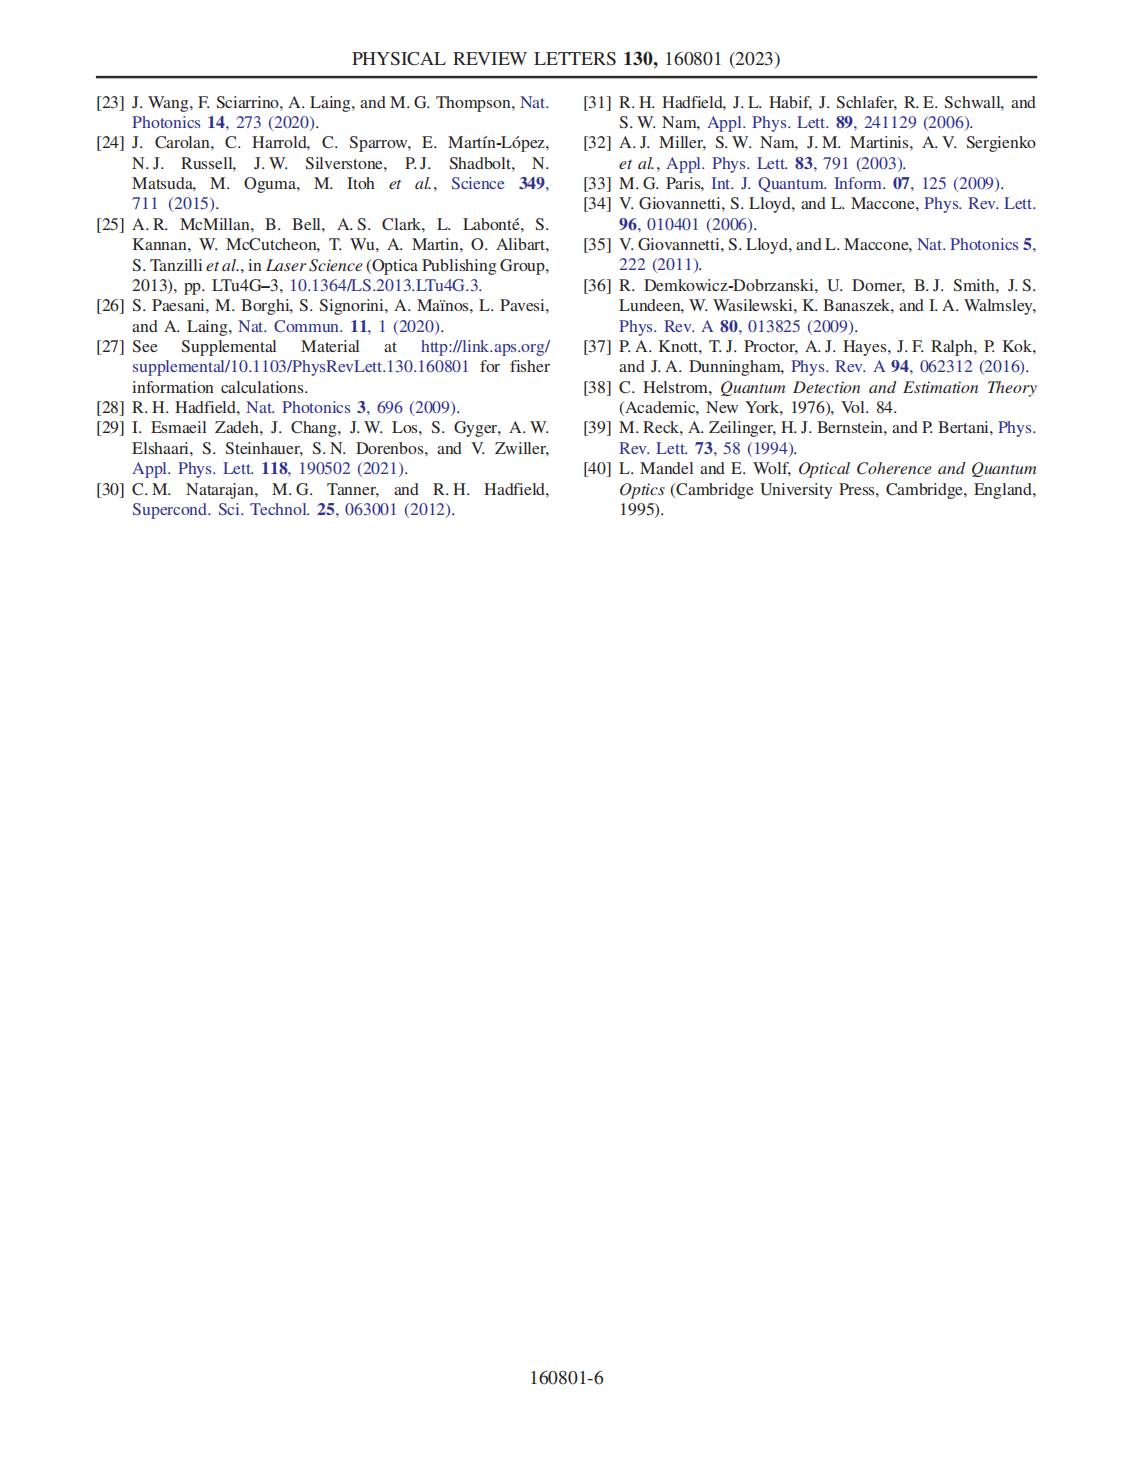 PHYSICAL REVIEW LETTERS 130, 160801 (2023)
[23] J. Wang, F. Sciarrino, A. Laing, and M. G. Thompson, Nat.
Photonics 14, 273 (2020).
[24] J. Carolan, C. Harrold, C. Sparrow, E. Martín-López,
N. J. Russell, J. W. Silverstone, P. J. Shadbolt, N.
Matsuda, M. Oguma, M. Itoh et al., Science 349,
711 (2015).
[25] A. R. McMillan, B. Bell, A. S. Clark, L. Labonté, S.
Kannan, W. McCutcheon, T. Wu, A. Martin, O. Alibart,
S. Tanzilli et al., in Laser Science (Optica Publishing Group,
2013), pp. LTu4G–3, 10.1364/LS.2013.LTu4G.3.
[26] S. Paesani, M. Borghi, S. Signorini, A. Maïnos, L. Pavesi,
and A. Laing, Nat. Commun. 11, 1 (2020).
[27] See Supplemental Material at http://link.aps.org/
supplemental/10.1103/PhysRevLett.130.160801 for fisher
information calculations.
[28] R. H. Hadfield, Nat. Photonics 3, 696 (2009).
[29] I. Esmaeil Zadeh, J. Chang, J. W. Los, S. Gyger, A. W.
Elshaari, S. Steinhauer, S. N. Dorenbos, and V. Zwiller,
Appl. Phys. Lett. 118, 190502 (2021).
[30] C. M. Natarajan, M. G. Tanner, and R. H. Hadfield,
Supercond. Sci. Technol. 25, 063001 (2012).
[31] R. H. Hadfield, J. L. Habif, J. Schlafer, R. E. Schwall, and
S. W. Nam, Appl. Phys. Lett. 89, 241129 (2006).
[32] A. J. Miller, S. W. Nam, J. M. Martinis, A. V. Sergienko
et al., Appl. Phys. Lett. 83, 791 (2003).
[33] M. G. Paris, Int. J. Quantum. Inform. 07, 125 (2009).
[34] V. Giovannetti, S. Lloyd, and L. Maccone, Phys. Rev. Lett.
96, 010401 (2006).
[35] V. Giovannetti, S. Lloyd, and L. Maccone, Nat. Photonics 5,
222 (2011).
[36] R. Demkowicz-Dobrzanski, U. Dorner, B. J. Smith, J. S.
Lundeen, W. Wasilewski, K. Banaszek, and I. A. Walmsley,
Phys. Rev. A 80, 013825 (2009).
[37] P. A. Knott, T. J. Proctor, A. J. Hayes, J. F. Ralph, P. Kok,
and J. A. Dunningham, Phys. Rev. A 94, 062312 (2016).
[38] C. Helstrom, Quantum Detection and Estimation Theory
(Academic, New York, 1976), Vol. 84.
[39] M. Reck, A. Zeilinger, H. J. Bernstein, and P. Bertani, Phys.
Rev. Lett. 73, 58 (1994).
[40] L. Mandel and E. Wolf, Optical Coherence and Quantum
Optics (Cambridge University Press, Cambridge, England,
1995).
160801-6